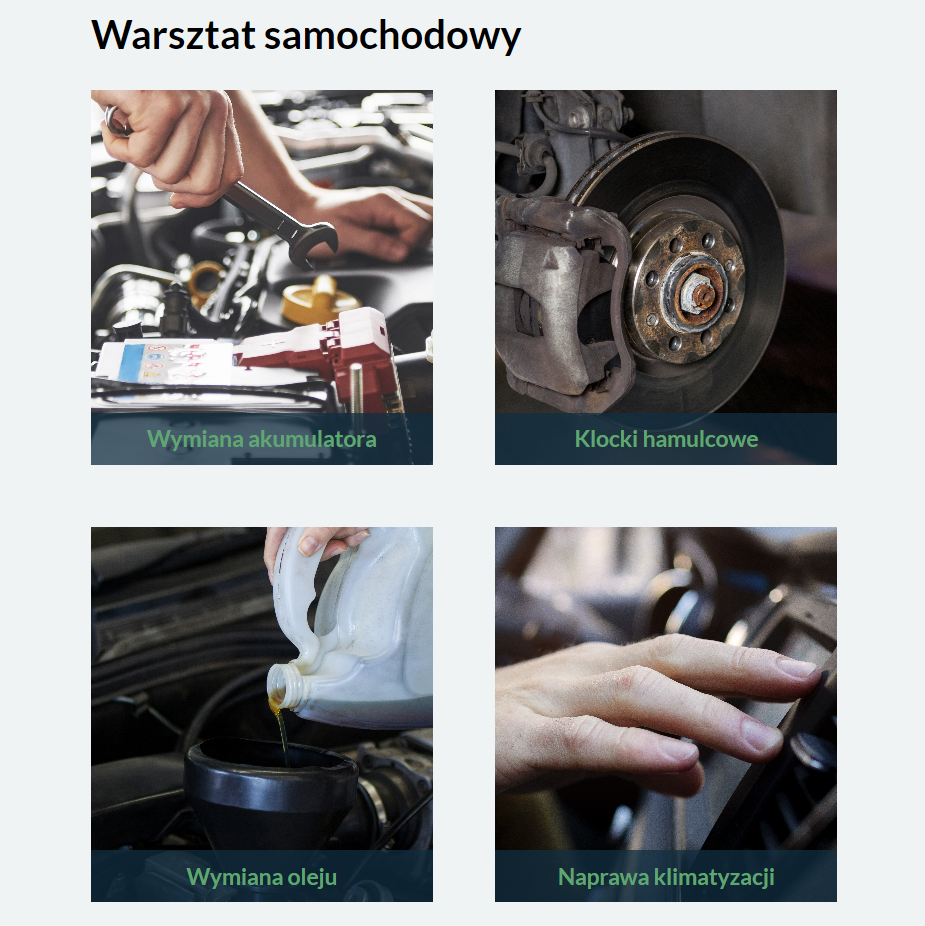 Warsztat samochodowy
Wymiana akumulatora
Klocki hamulcowe
Wymiana oleju
Naprawa klimatyzacji